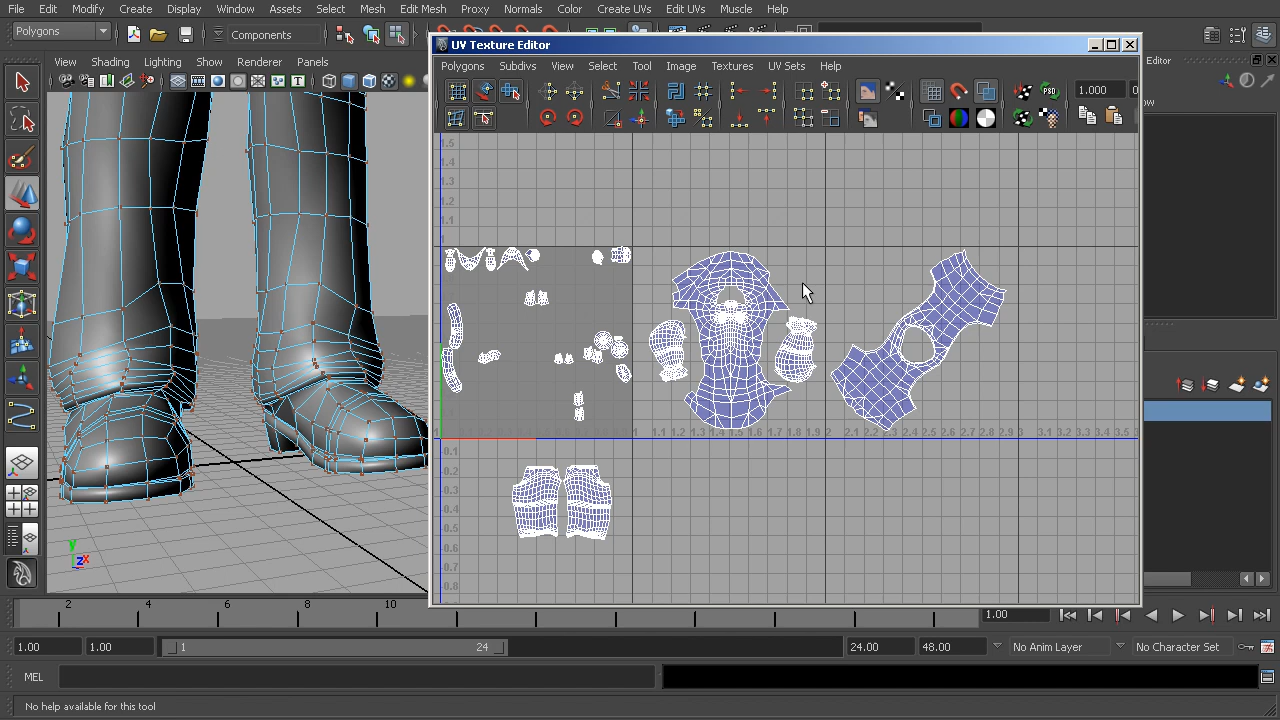 File Edit Modify Create Display Window Assets Select Mesh Edit Mesh Proxy Normals Color Create UVs Edit UVs Muscle Help
Polygons Components
UV Texture Editor
View Shading Lighting Show Renderer Panels
Polygons Subdivs View Select Tool Image Textures UV Sets Help
Editor
PSD 1.000 0
ow
1.5
1.4
1.3
1.2
1.1
1
1.1 1.2 1.3 1.4 1.5 1.6 1.7 1.8 1.9 2 2.1 2.2 2.3 2.4 2.5 2.6 2.7 2.8 2.9 3 3.1 3.2 3.3 3.4 3.5
-0.1
-0.2
-0.3
-0.4
-0.5
-0.6
-0.7
-0.8
y
z x
2 4 6 8 10 1.00
1.00 1.00 1 24 24.00 48.00 No Anim Layer No Character Set
MEL
No help available for this tool